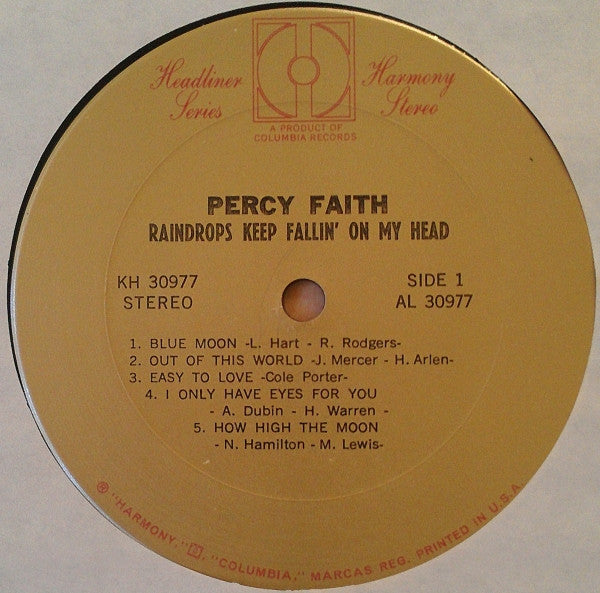 Headliner Series
Harmony Stereo
A PRODUCT OF
COLUMBIA RECORDS
PERCY FAITH
RAINDROPS KEEP FALLIN' ON MY HEAD
KH 30977
STEREO
SIDE 1
AL 30977
1. BLUE MOON -L. Hart - R. Rodgers-
2. OUT OF THIS WORLD -J. Mercer - H. Arlen-
3. EASY TO LOVE -Cole Porter-
4. I ONLY HAVE EYES FOR YOU
- A. Dubin - H. Warren -
5. HOW HIGH THE MOON
- N. Hamilton - M. Lewis-
® "HARMONY," "COLUMBIA," MARCAS REG. PRINTED IN U.S.A.